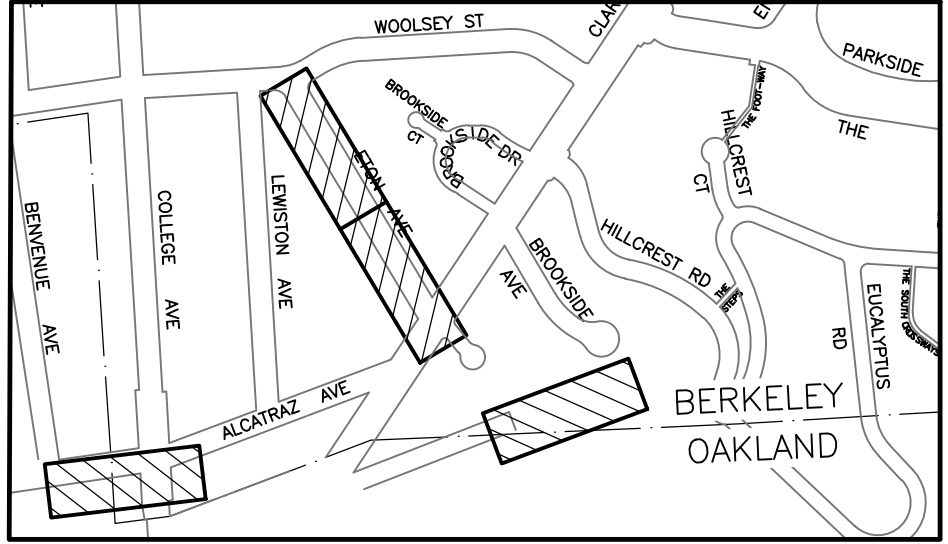 WOOLSEY ST
CLAR
PARKSIDE
THE
THE FOOT-WAY
HILLCREST
CT
BROOKSIDE
CT
BROOKSIDE DR
ETON AVE
LEWISTON AVE
COLLEGE AVE
BENVENUE AVE
BROOKSIDE
AVE
HILLCREST RD
THE
STEPS
EUCALYPTUS
RD
THE SOUTH CROSSWAYS
ALCATRAZ AVE
BERKELEY
OAKLAND